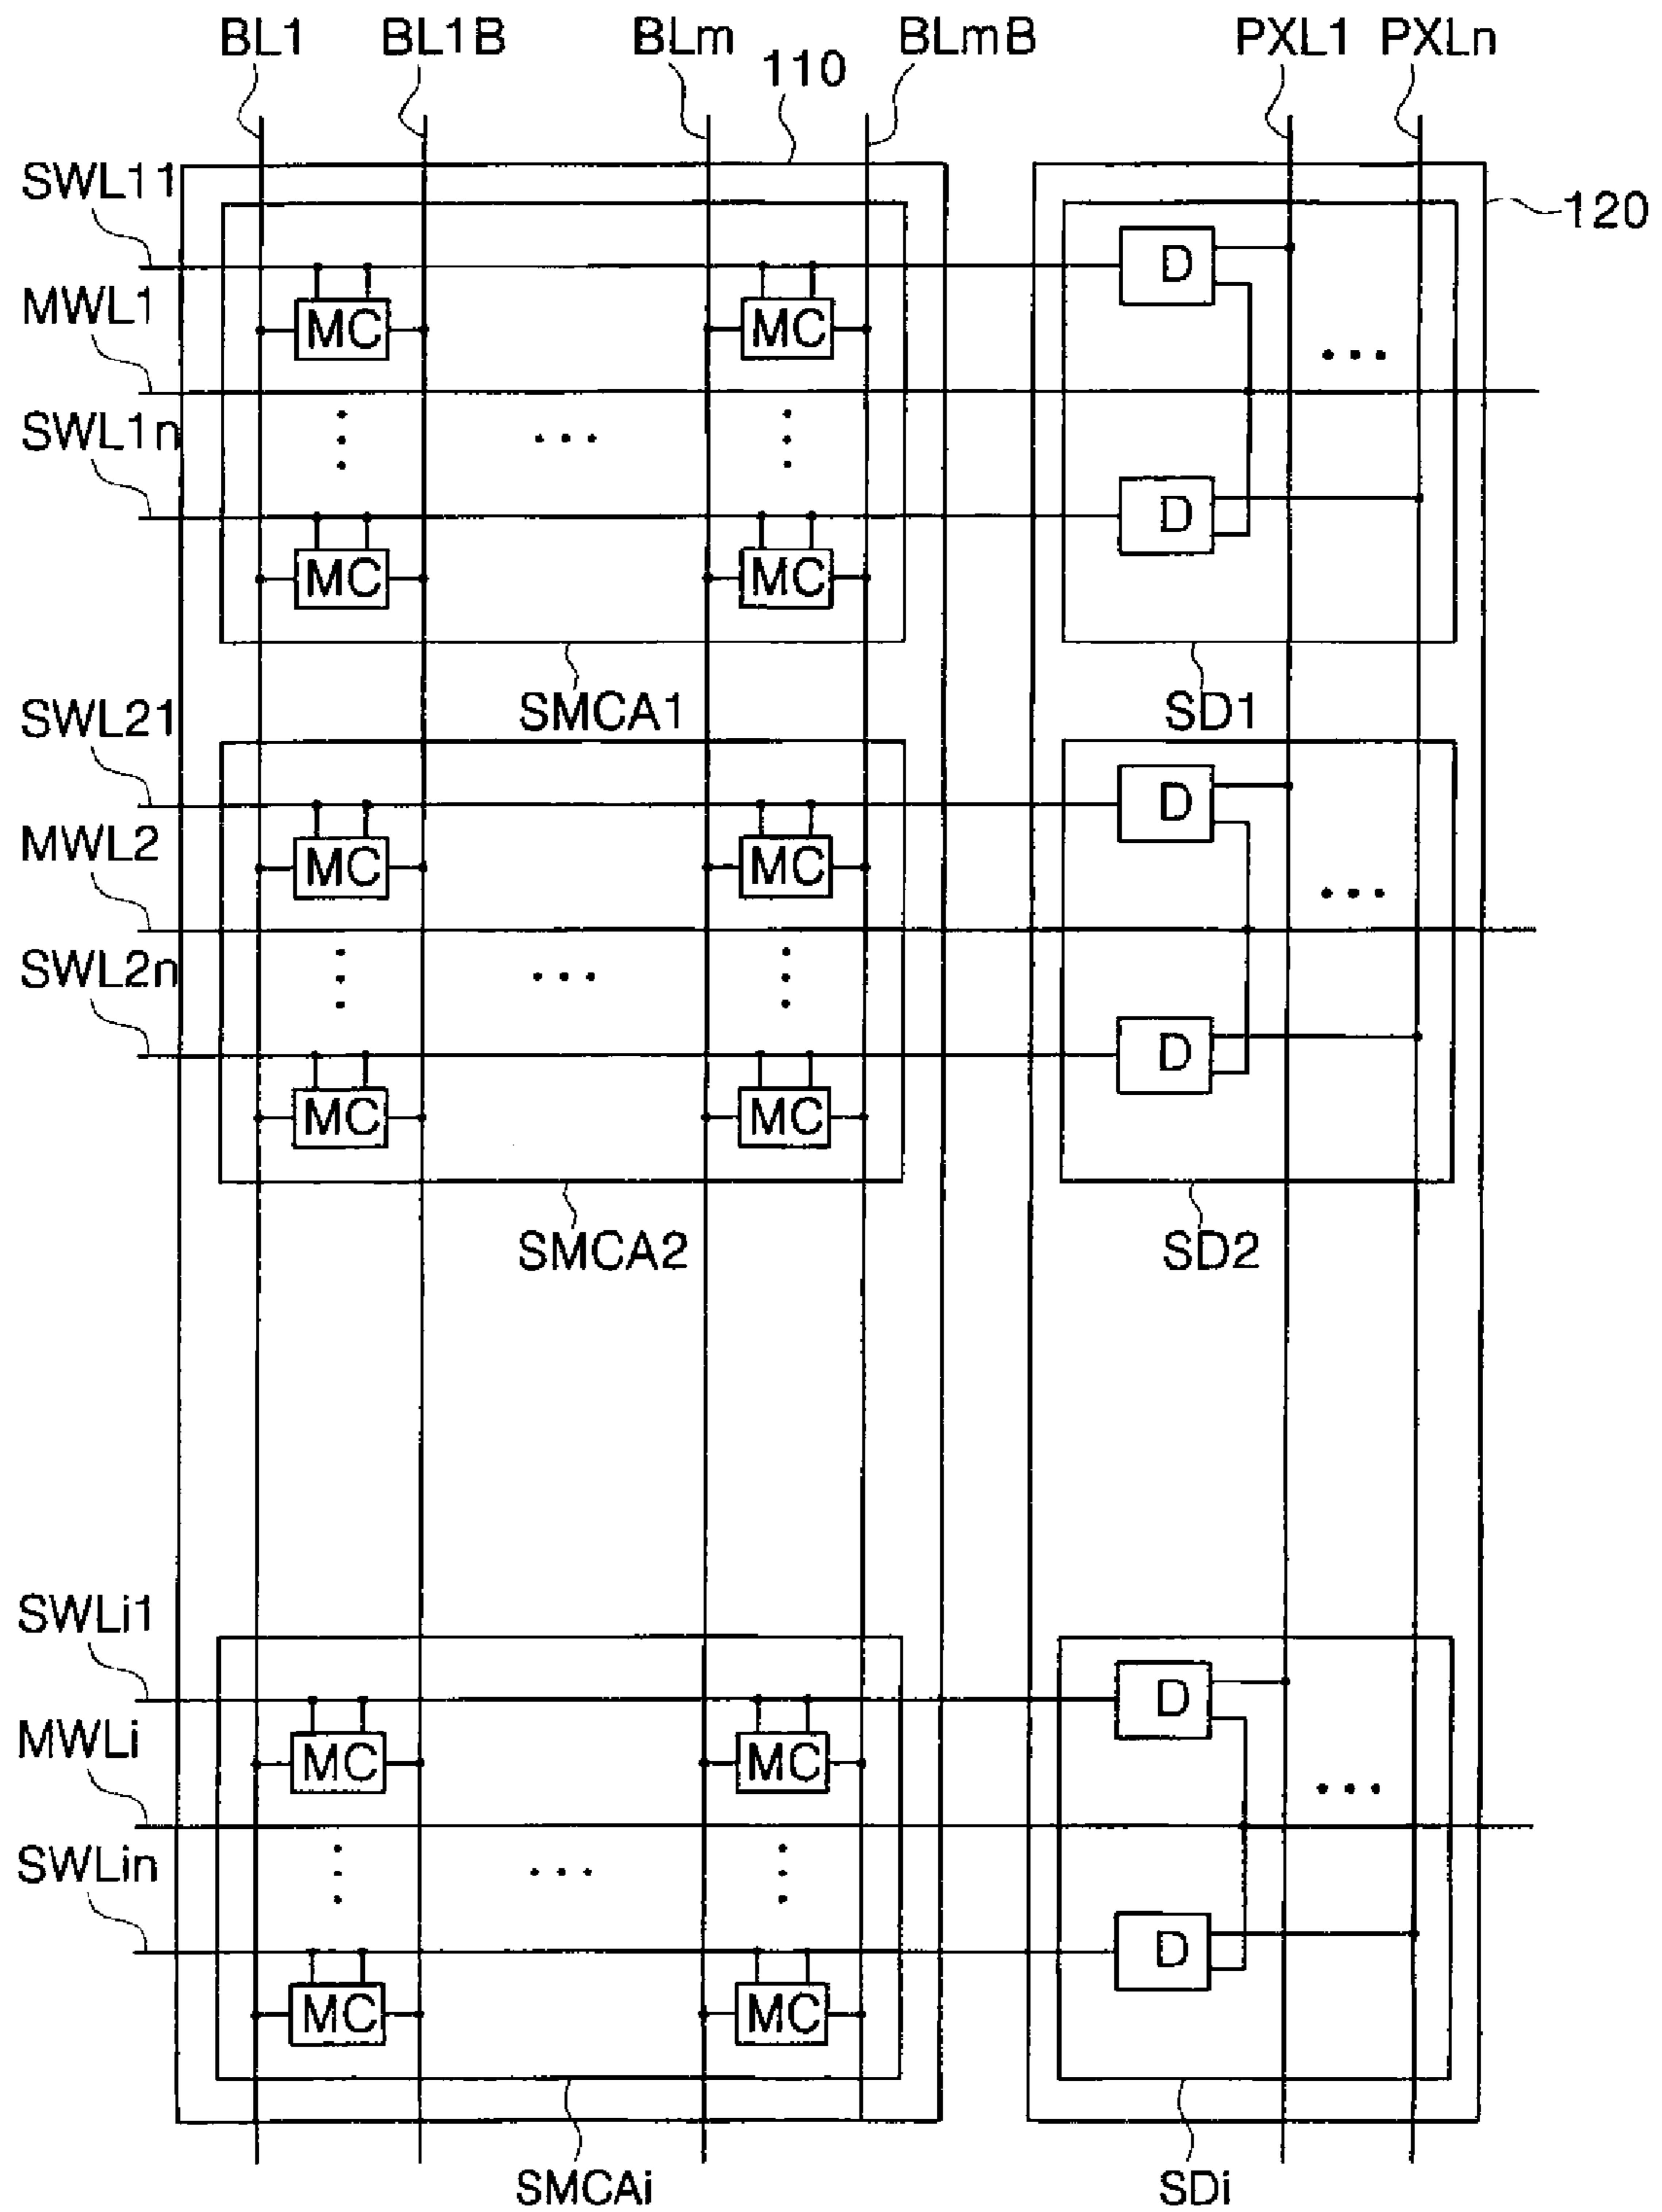 BL1 BL1B BLm BLmB PXL1 PXLn
110
SWL11
120
D
MWL1
MC MC
SWL1n
D
MC MC
SMCA1 SD1
SWL21
D
MWL2
MC MC
SWL2n
D
MC MC
SMCA2 SD2
SWLi1
D
MWLi
MC MC
SWLin
D
MC MC
SMCAi SDi